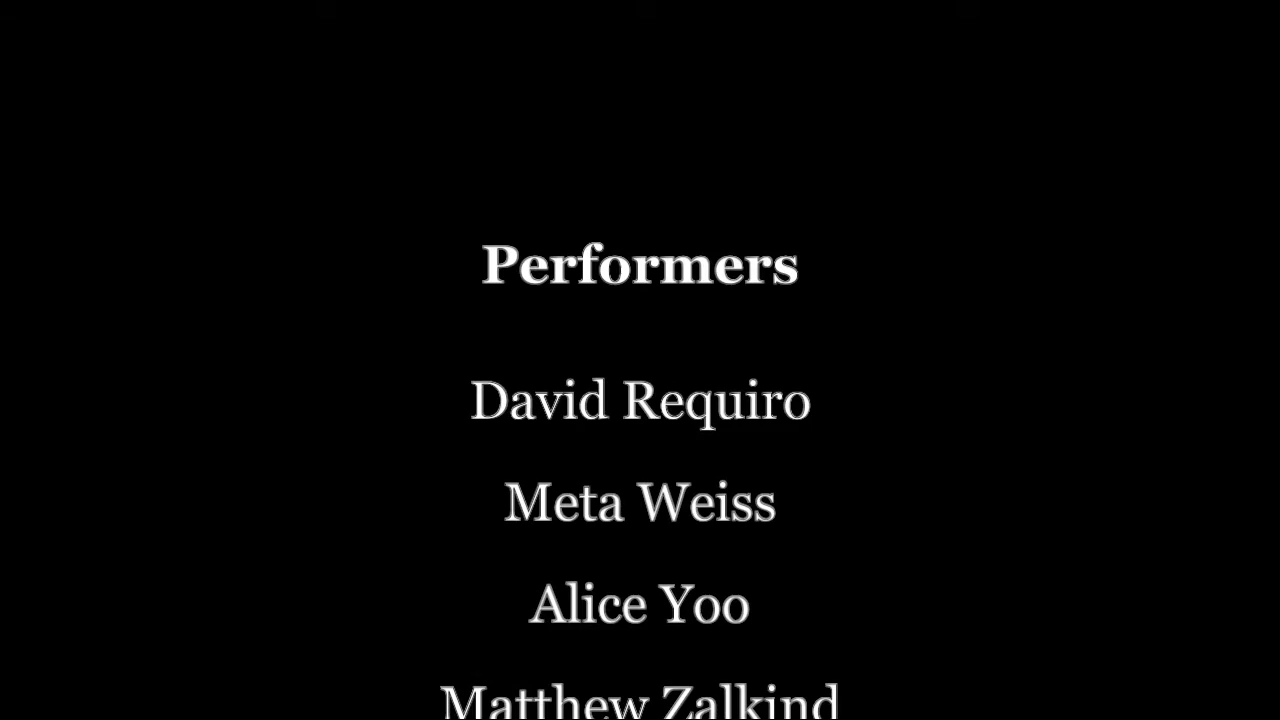 Performers
David Requiro
Meta Weiss
Alice Yoo
Matthew Zalkind